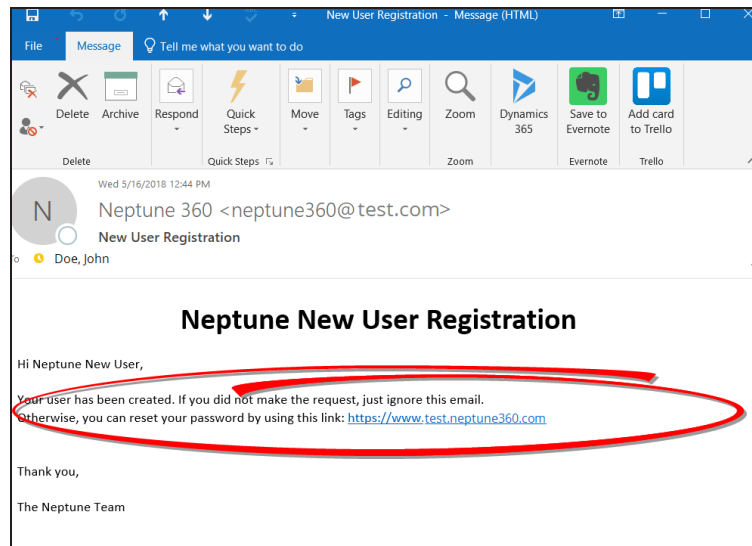 New User Registration - Message (HTML)
File Message Tell me what you want to do
Delete Archive Respond Quick Steps Move Tags Editing Zoom Dynamics 365 Save to Evernote Add card to Trello
Delete Quick Steps Zoom Evernote Trello
Wed 5/16/2018 12:44 PM
N
Neptune 360 <neptune360@test.com>
New User Registration
To Doe, John
Neptune New User Registration
Hi Neptune New User,
Your user has been created. If you did not make the request, just ignore this email.
Otherwise, you can reset your password by using this link: https://www.test.neptune360.com
Thank you,
The Neptune Team